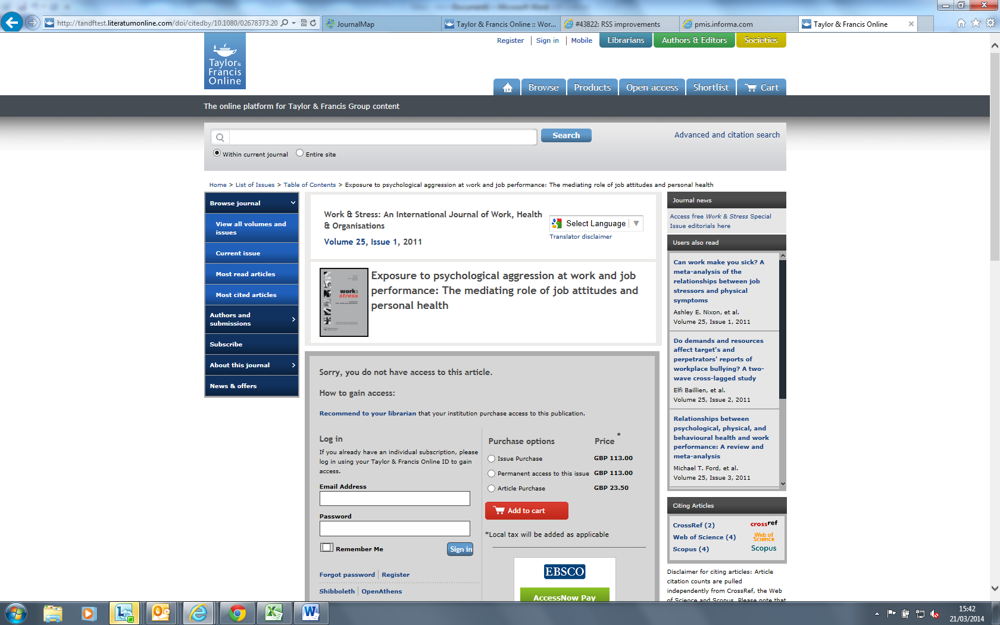 http://tandftest.literatumonline.com/doi/citedby/10.1080/02678373.20
JournalMap
Taylor & Francis Online :: Wor...
#43822: RSS improvements
pmis.informa.com
Taylor & Francis Online
Register
Sign in
Mobile
Librarians
Authors & Editors
Societies
Taylor &
Francis
Online
Browse
Products
Open access
Shortlist
Cart
The online platform for Taylor & Francis Group content
Search
Advanced and citation search
Within current journal
Entire site
Home > List of Issues > Table of Contents > Exposure to psychological aggression at work and job performance: The mediating role of job attitudes and personal health
Browse journal
View all volumes and
issues
Current issue
Most read articles
Most cited articles
Authors and
submissions
Subscribe
About this journal
News & offers
Work & Stress: An International Journal of Work, Health
& Organisations
Volume 25, Issue 1, 2011
Select Language
Translator disclaimer
work &
stress
Exposure to psychological aggression at work and job
performance: The mediating role of job attitudes and
personal health
Sorry, you do not have access to this article.
How to gain access:
Recommend to your librarian that your institution purchase access to this publication.
Log in
If you already have an individual subscription, please
log in using your Taylor & Francis Online ID to gain
access.
Email Address
Password
Remember Me
Sign in
Forgot password
Register
Shibboleth
OpenAthens
Purchase options
Price *
Issue Purchase
GBP 113.00
Permanent access to this issue
GBP 113.00
Article Purchase
GBP 23.50
Add to cart
*Local tax will be added as applicable
EBSCO
AccessNow Pay
Journal news
Access free Work & Stress Special
Issue editorials here
Users also read
Can work make you sick? A
meta-analysis of the
relationships between job
stressors and physical
symptoms
Ashley E. Nixon, et al.
Volume 25, Issue 1, 2011
Do demands and resources
affect target's and
perpetrators' reports of
workplace bullying? A two-
wave cross-lagged study
Elfi Baillien, et al.
Volume 25, Issue 2, 2011
Relationships between
psychological, physical, and
behavioural health and work
performance: A review and
meta-analysis
Michael T. Ford, et al.
Volume 25, Issue 3, 2011
Citing Articles
CrossRef (2)
crossref
Web of Science (4)
Web of
Science
Scopus (4)
Scopus
Disclaimer for citing articles: Article
citation counts are pulled
independently from CrossRef, the Web
of Science and Scopus. Please note that
15:42
21/03/2014